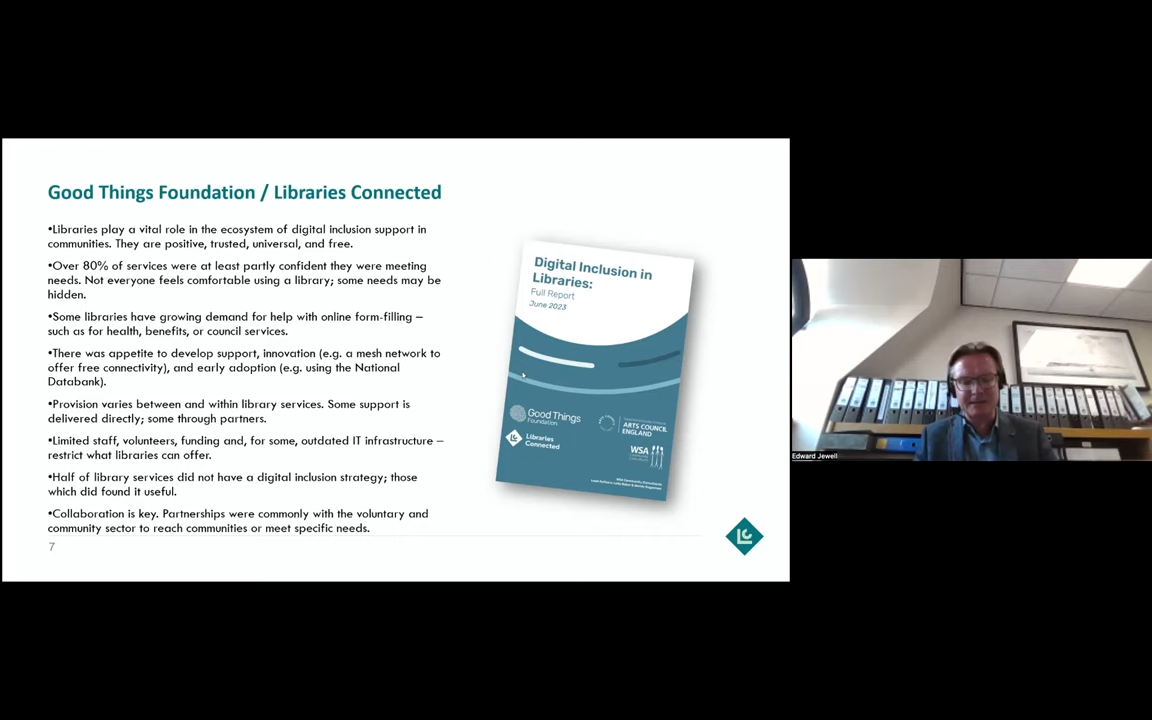 Good Things Foundation / Libraries Connected
•Libraries play a vital role in the ecosystem of digital inclusion support in
communities. They are positive, trusted, universal, and free.
•Over 80% of services were at least partly confident they were meeting
needs. Not everyone feels comfortable using a library; some needs may be
hidden.
•Some libraries have growing demand for help with online form-filling –
such as for health, benefits, or council services.
•There was appetite to develop support, innovation (e.g. a mesh network to
offer free connectivity), and early adoption (e.g. using the National
Databank).
•Provision varies between and within library services. Some support is
delivered directly; some through partners.
•Limited staff, volunteers, funding and, for some, outdated IT infrastructure –
restrict what libraries can offer.
•Half of library services did not have a digital inclusion strategy; those
which did found it useful.
•Collaboration is key. Partnerships were commonly with the voluntary and
community sector to reach communities or meet specific needs.
7
Digital Inclusion in
Libraries:
Full Report
June 2023
Good Things
Foundation
ARTS COUNCIL
ENGLAND
Libraries
Connected
WSA
WSA Community Consultants
Edward Jewell